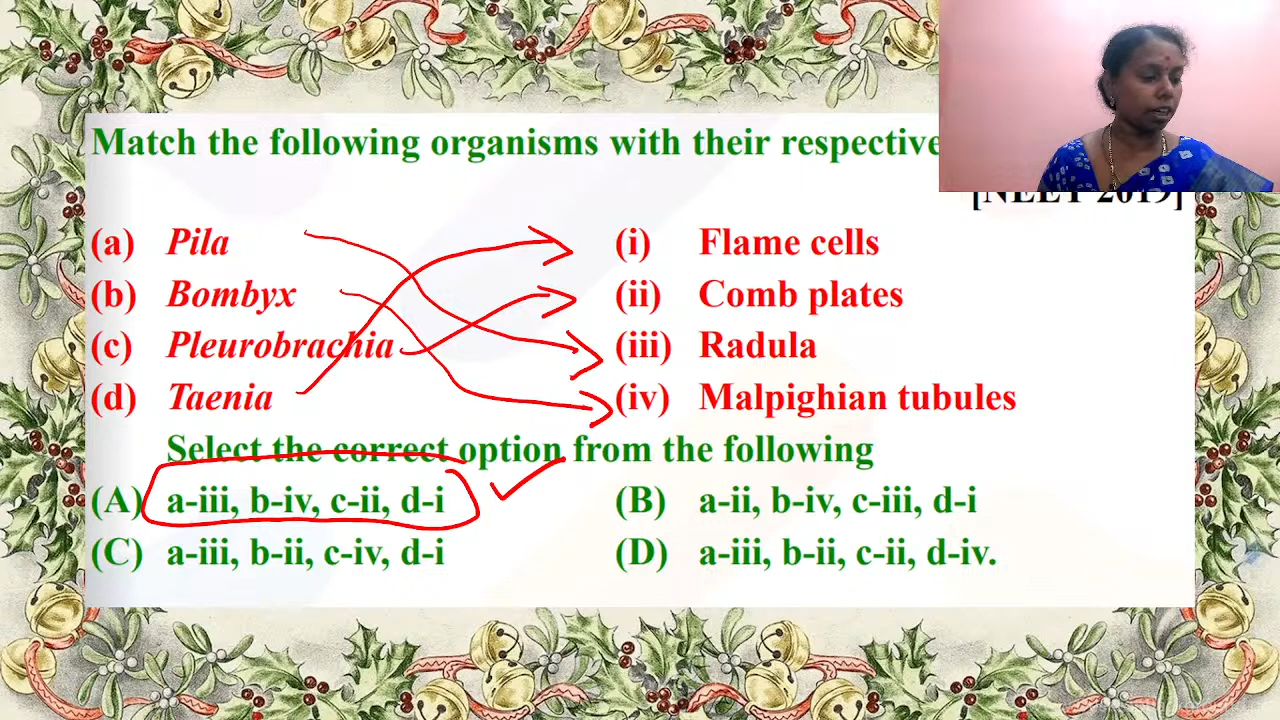 Match the following organisms with their respective
[NEET 2019]
(a) Pila (i) Flame cells
(b) Bombyx (ii) Comb plates
(c) Pleurobrachia (iii) Radula
(d) Taenia (iv) Malpighian tubules
Select the correct option from the following
(A) a-iii, b-iv, c-ii, d-i (B) a-ii, b-iv, c-iii, d-i
(C) a-iii, b-ii, c-iv, d-i (D) a-iii, b-ii, c-ii, d-iv.